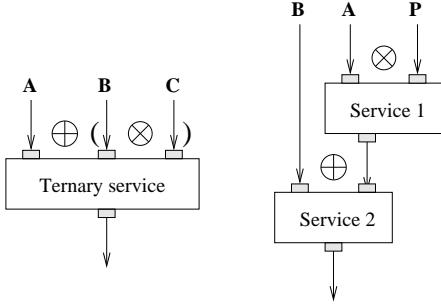 A B C
( )
Ternary service
B A P
Service 1
Service 2